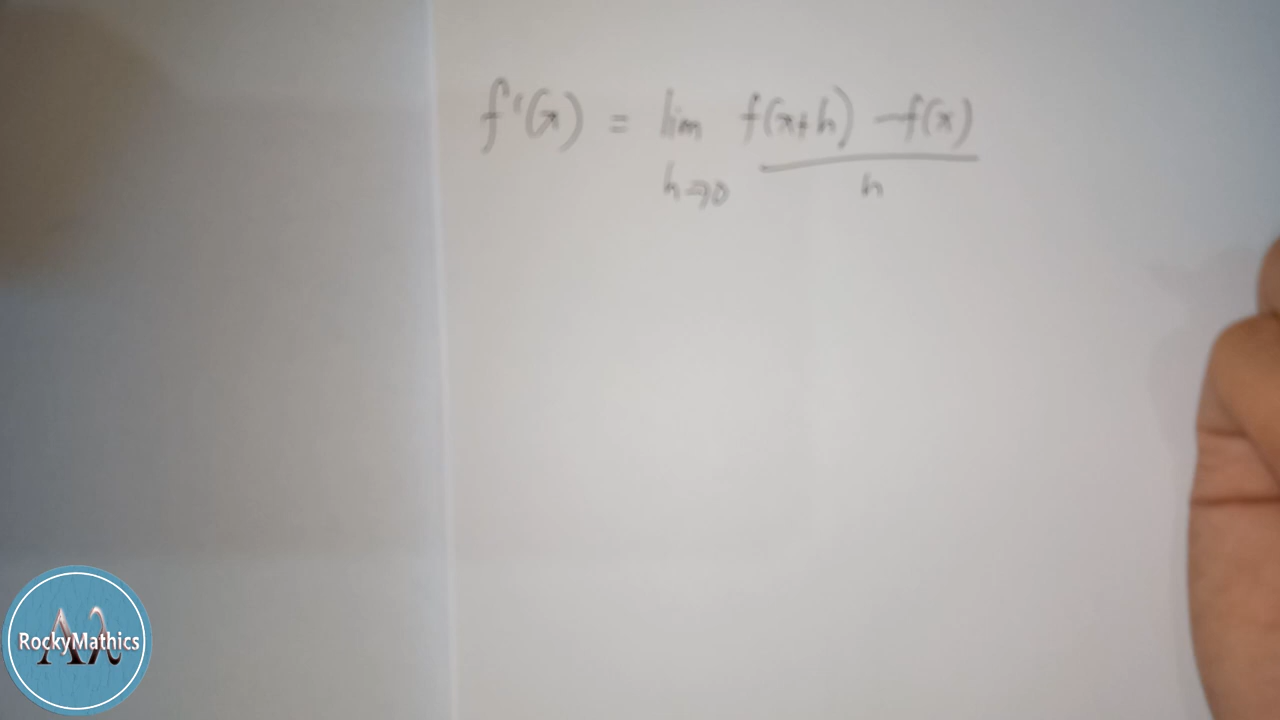 f'(x) = lim f(x+h) - f(x)
h→0 h
RockyMathics